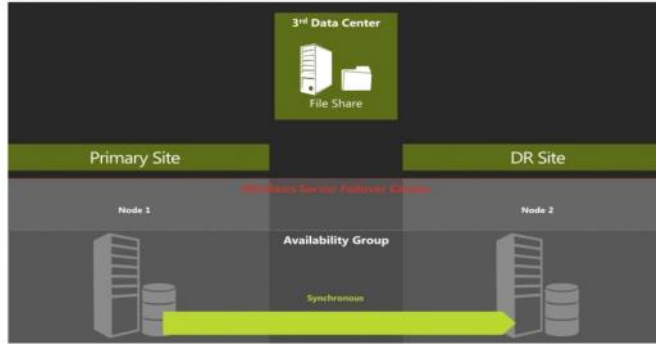 3rd Data Center
File Share
Primary Site
DR Site
Windows Server Failover Cluster
Node 1
Node 2
Availability Group
Synchronous